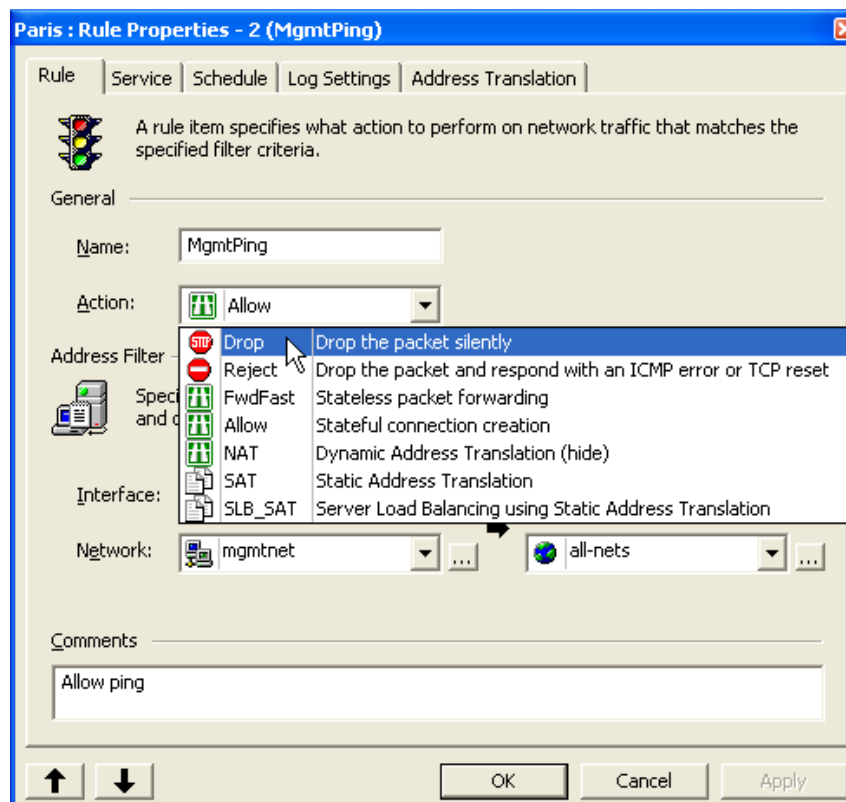 Paris : Rule Properties - 2 (MgmtPing)
Rule Service Schedule Log Settings Address Translation
A rule item specifies what action to perform on network traffic that matches the
specified filter criteria.
General
Name: MgmtPing
Action: Allow
STOP Drop Drop the packet silently
Address Filter
Reject Drop the packet and respond with an ICMP error or TCP reset
Speci FwdFast Stateless packet forwarding
and Allow Stateful connection creation
NAT Dynamic Address Translation (hide)
SAT Static Address Translation
Interface: SLB_SAT Server Load Balancing using Static Address Translation
Network: mgmtnet ... all-nets ...
Comments
Allow ping
OK Cancel Apply